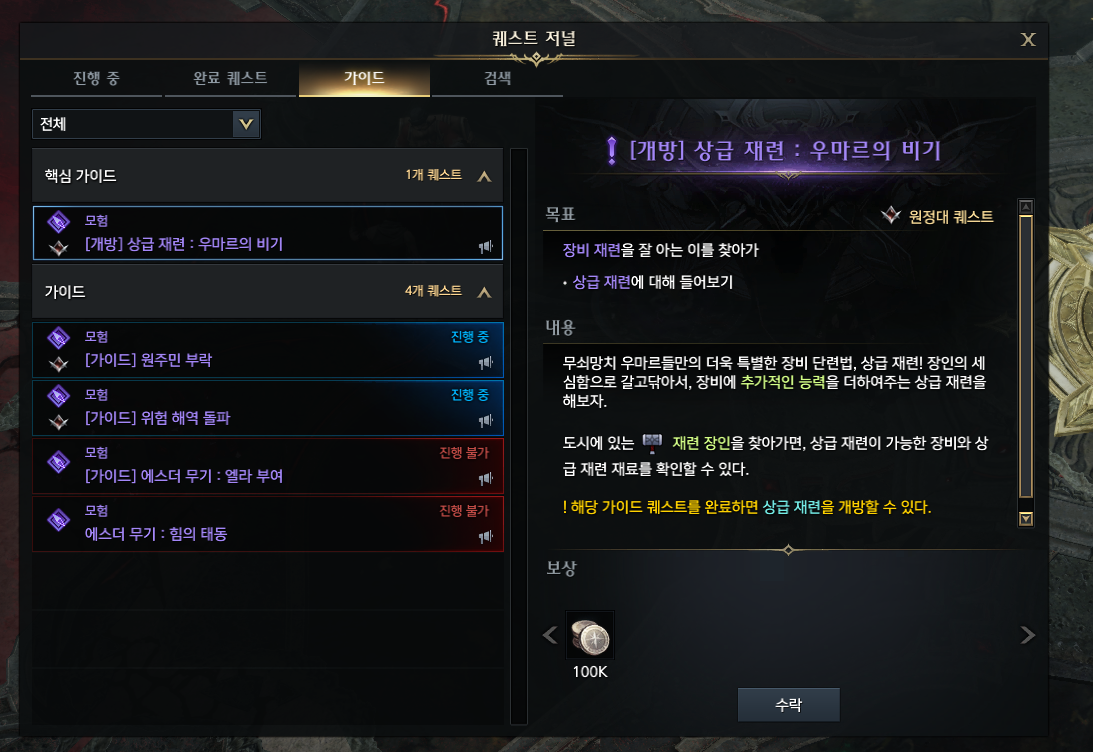 퀘스트 저널
X
진행 중
완료 퀘스트
가이드
검색
전체
핵심 가이드
1개 퀘스트
모험
[개방] 상급 재련 : 우마르의 비기
가이드
4개 퀘스트
모험
진행 중
[가이드] 원주민 부락
모험
진행 중
[가이드] 위험 해역 돌파
모험
진행 불가
[가이드] 에스더 무기 : 엘라 부여
모험
진행 불가
에스더 무기 : 힘의 태동
[개방] 상급 재련 : 우마르의 비기
목표
원정대 퀘스트
장비 재련을 잘 아는 이를 찾아가
• 상급 재련에 대해 들어보기
내용
무쇠망치 우마르들만의 더욱 특별한 장비 단련법, 상급 재련! 장인의 세
심함으로 갈고닦아서, 장비에 추가적인 능력을 더하여주는 상급 재련을
해보자.
도시에 있는 재련 장인을 찾아가면, 상급 재련이 가능한 장비와 상
급 재련 재료를 확인할 수 있다.
! 해당 가이드 퀘스트를 완료하면 상급 재련을 개방할 수 있다.
보상
100K
수락